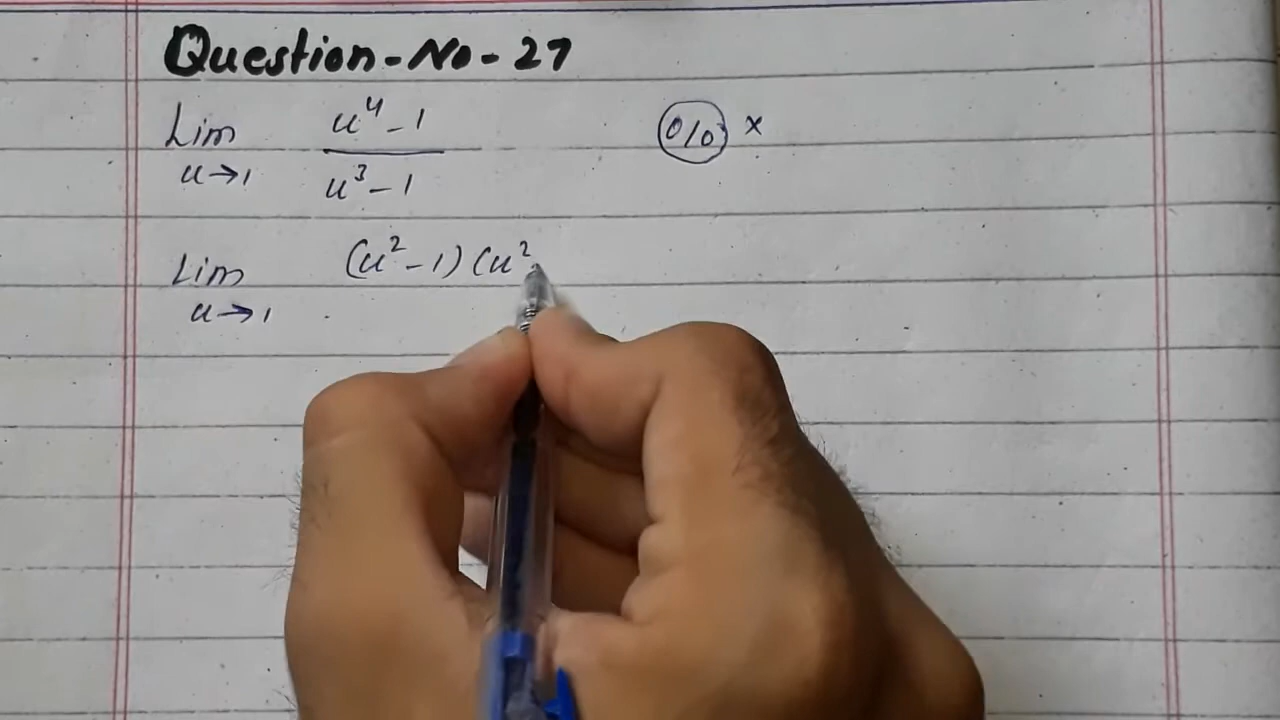 Question-No-27
Lim u→1 u⁴-1 / u³-1 0/0 ×
Lim u→1 (u²-1)(u²